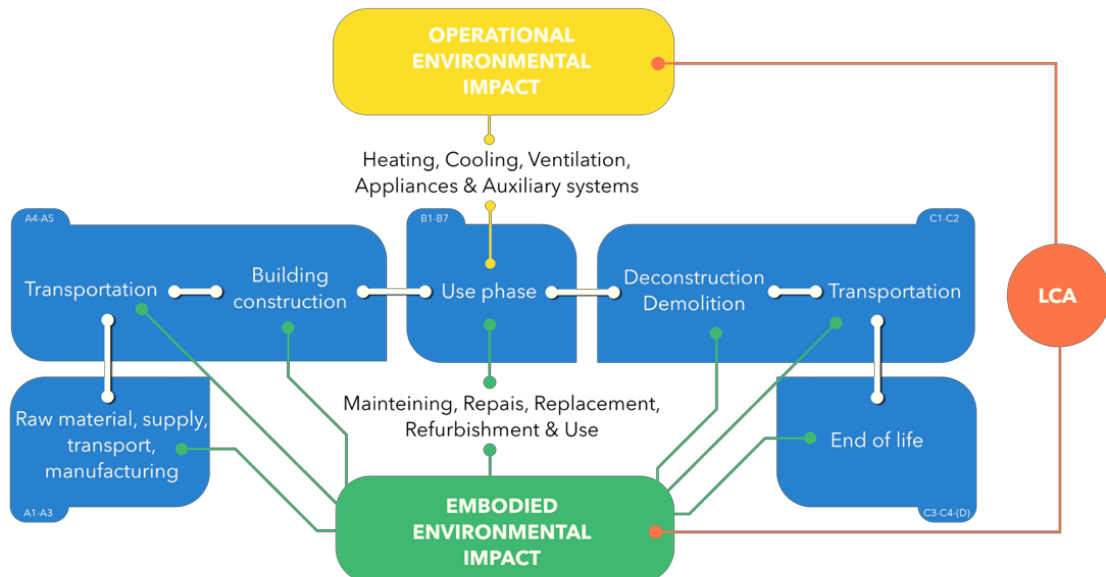 OPERATIONAL
ENVIRONMENTAL
IMPACT
Heating, Cooling, Ventilation,
Appliances & Auxiliary systems
A4-A5
B1-B7
C1-C2
Transportation
Building
construction
Use phase
Deconstruction
Demolition
Transportation
LCA
Raw material, supply,
transport,
manufacturing
A1-A3
Mainteining, Repais, Replacement,
Refurbishment & Use
End of life
C3-C4-(D)
EMBODIED
ENVIRONMENTAL
IMPACT